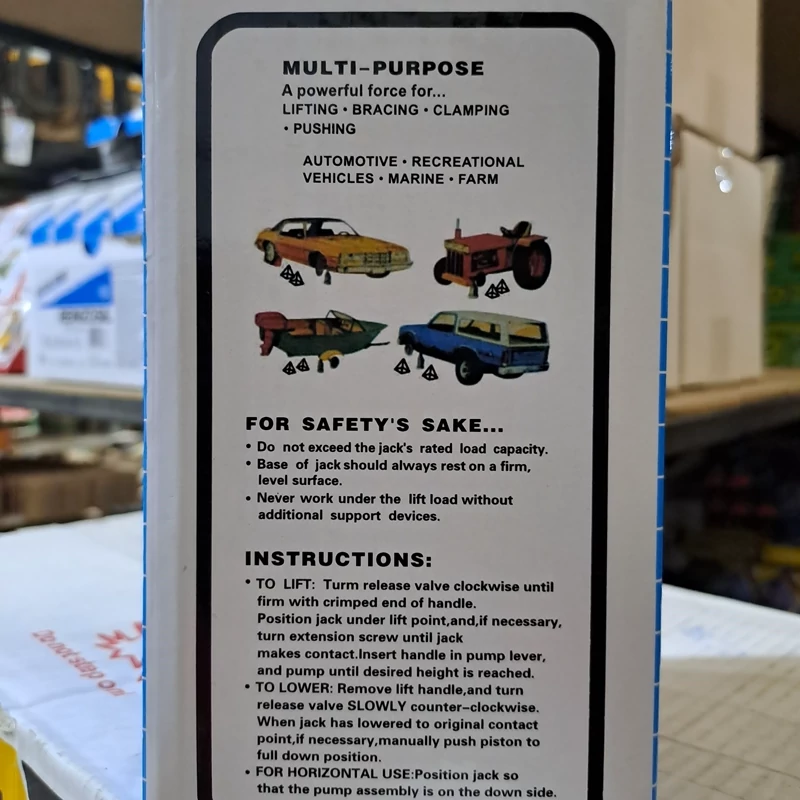 MULTI-PURPOSE
A powerful force for...
LIFTING • BRACING • CLAMPING
• PUSHING
AUTOMOTIVE • RECREATIONAL
VEHICLES • MARINE • FARM
FOR SAFETY'S SAKE...
• Do not exceed the jack's rated load capacity.
• Base of jack should always rest on a firm,
level surface.
• Never work under the lift load without
additional support devices.
INSTRUCTIONS:
• TO LIFT: Turm release valve clockwise until
firm with crimped end of handle.
Position jack under lift point,and,if necessary,
turn extension screw until jack
makes contact.Insert handle in pump lever,
and pump until desired height is reached.
• TO LOWER: Remove lift handle,and turn
release valve SLOWLY counter-clockwise.
When jack has lowered to original contact
point,if necessary,manually push piston to
full down position.
• FOR HORIZONTAL USE:Position jack so
that the pump assembly is on the down side.
Do not step on